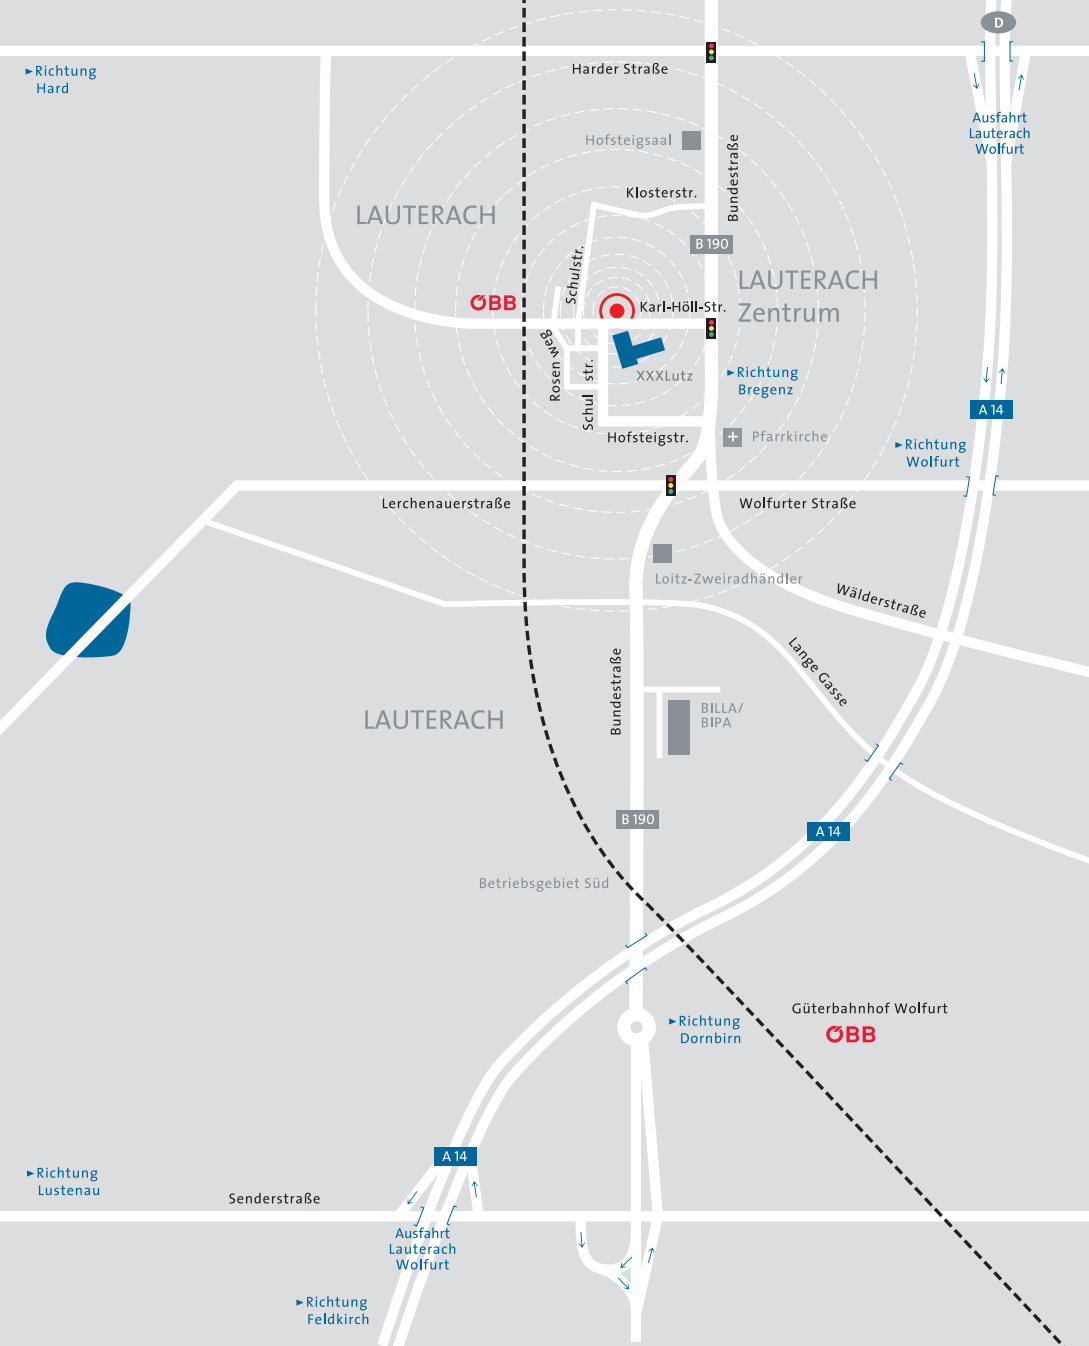 D
Richtung
Hard
Harder Straße
Ausfahrt
Lauterach
Wolfurt
Hofsteigsaal
Bundestraße
Klosterstr.
LAUTERACH
B 190
Schulstr.
LAUTERACH
Zentrum
ÖBB
Karl-Höll-Str.
Rosen weg
Schul str.
XXXLutz
Richtung
Bregenz
A 14
Hofsteigstr.
Pfarrkirche
Richtung
Wolfurt
Lerchenauerstraße
Wolfurter Straße
Loitz-Zweiradhändler
Wälderstraße
Lange Gasse
Bundestraße
LAUTERACH
BILLA/
BIPA
B 190
A 14
Betriebsgebiet Süd
Güterbahnhof Wolfurt
ÖBB
Richtung
Dornbirn
A 14
Richtung
Lustenau
Senderstraße
Ausfahrt
Lauterach
Wolfurt
Richtung
Feldkirch